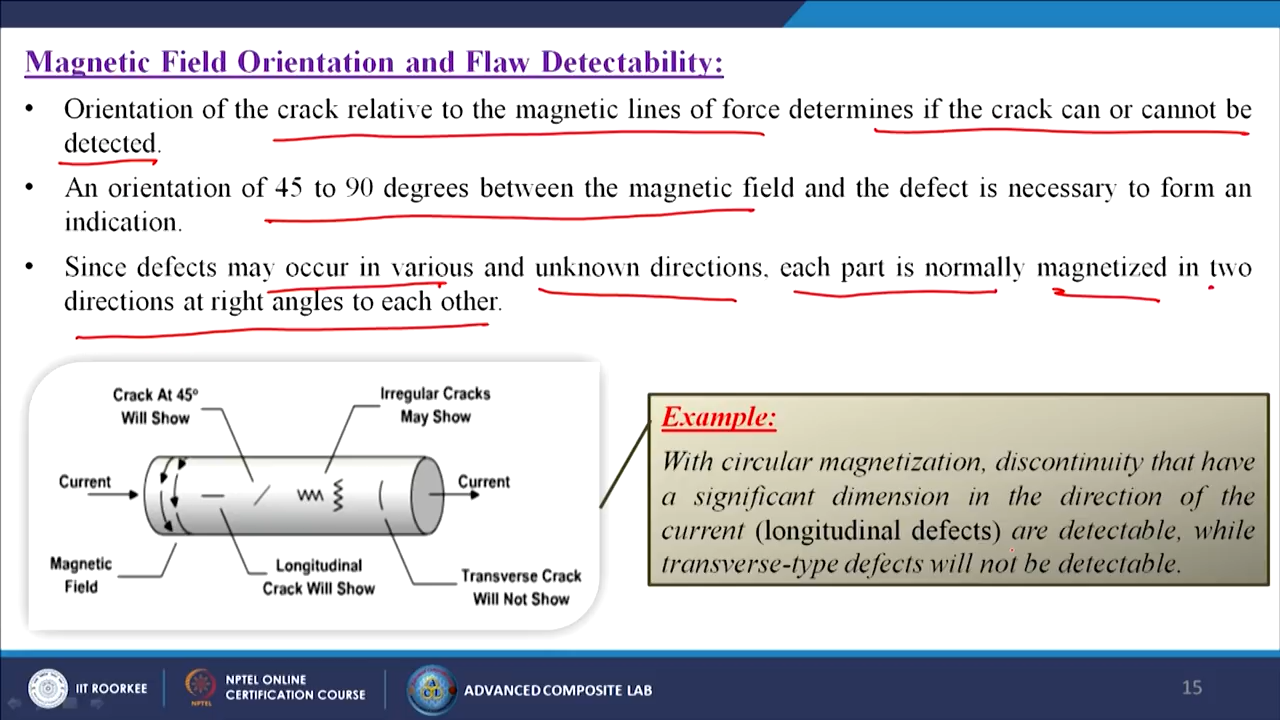 Magnetic Field Orientation and Flaw Detectability:
• Orientation of the crack relative to the magnetic lines of force determines if the crack can or cannot be
detected.
• An orientation of 45 to 90 degrees between the magnetic field and the defect is necessary to form an
indication.
• Since defects may occur in various and unknown directions, each part is normally magnetized in two
directions at right angles to each other.
Crack At 45º
Will Show
Irregular Cracks
May Show
Current
Current
Magnetic
Field
Longitudinal
Crack Will Show
Transverse Crack
Will Not Show
Example:
With circular magnetization, discontinuity that have
a significant dimension in the direction of the
current (longitudinal defects) are detectable, while
transverse-type defects will not be detectable.
IIT ROORKEE
NPTEL
NPTEL ONLINE
CERTIFICATION COURSE
ACL
ADVANCED COMPOSITE LAB
15